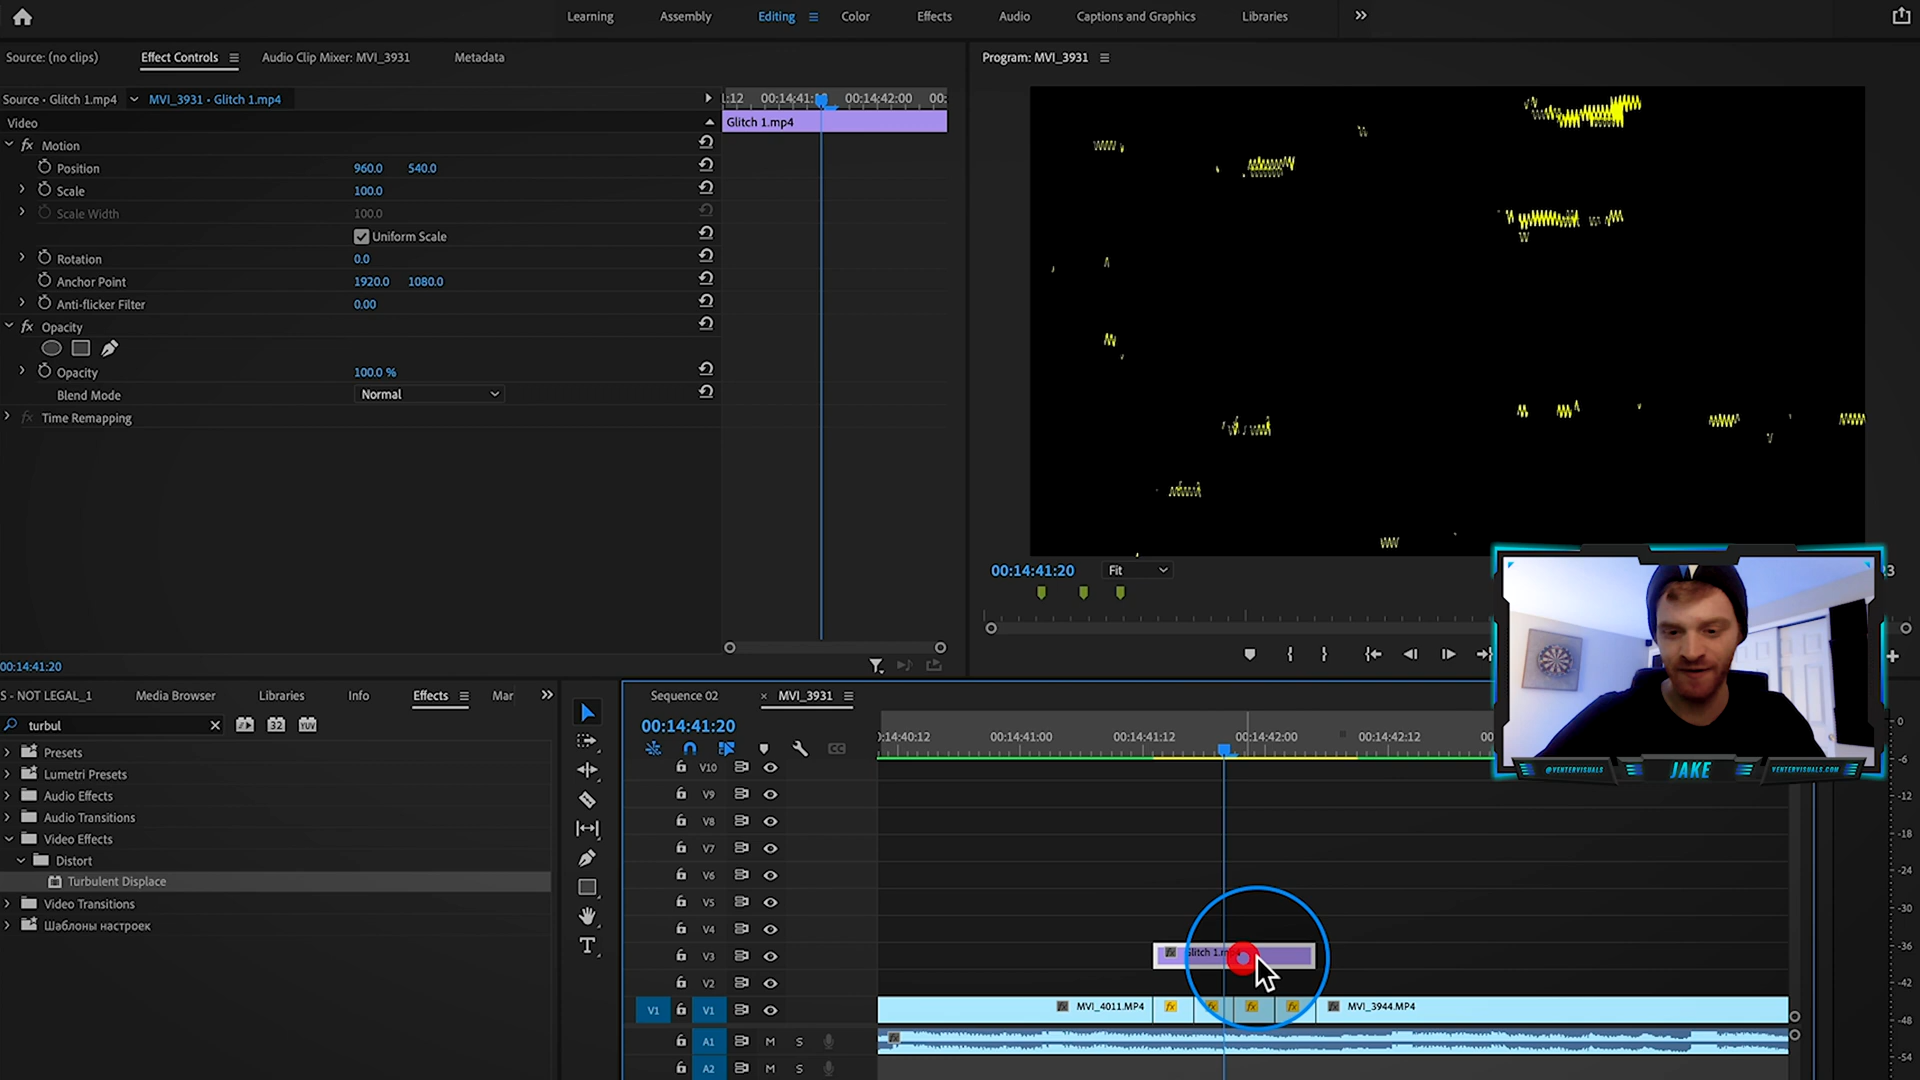 Learning Assembly Editing Color Effects Audio Captions and Graphics Libraries
Source: (no clips) Effect Controls Audio Clip Mixer: MVI_3931 Metadata
Program: MVI_3931
Source • Glitch 1.mp4 MVI_3931 • Glitch 1.mp4
00:14:41: 00:14:42:00 00:
Video
Glitch 1.mp4
fx Motion
Position 960.0 540.0
Scale 100.0
Scale Width 100.0
Uniform Scale
Rotation 0.0
Anchor Point 1920.0 1080.0
Anti-flicker Filter 0.00
fx Opacity
Opacity 100.0 %
Blend Mode Normal
fx Time Remapping
00:14:41:20 Fit
00:14:41:20
S - NOT LEGAL_1 Media Browser Libraries Info Effects Mar
turbul 32 YUV
Presets
Lumetri Presets
Audio Effects
Audio Transitions
Video Effects
Distort
Turbulent Displace
Video Transitions
Шаблоны настроек
Sequence 02 × MVI_3931
00:14:41:20
:14:40:12 00:14:41:00 00:14:41:12 00:14:42:00 00:14:42:12 00:
V10
V9
V8
V7
V6
V5
V4
V3 Glitch 1.mp4
V2
V1 V1 MVI_4011.MP4 fx fx fx fx MVI_3944.MP4
A1 M S
A2 M S
@VENTERVISUALS JAKE VENTERVISUALS.COM
0
-6
-12
-18
-24
-30
-36
-42
-48
-54